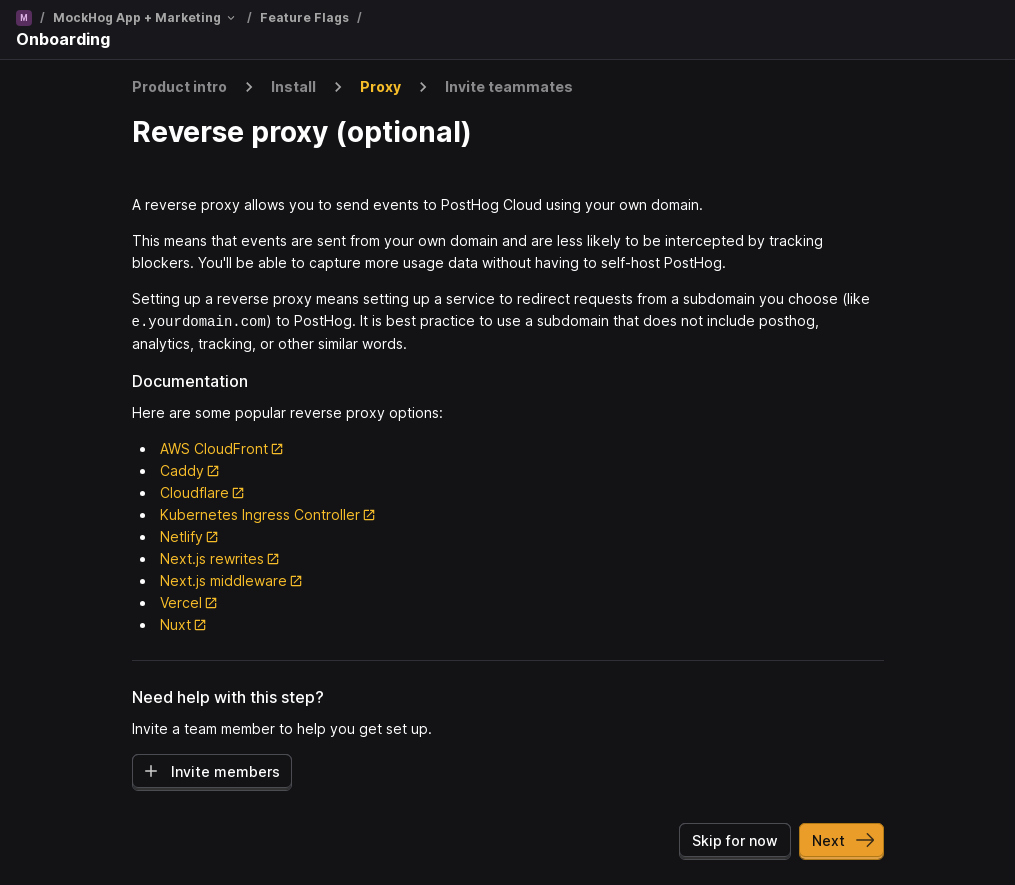 M / MockHog App + Marketing / Feature Flags /
Onboarding
Product intro Install Proxy Invite teammates
Reverse proxy (optional)
A reverse proxy allows you to send events to PostHog Cloud using your own domain.
This means that events are sent from your own domain and are less likely to be intercepted by tracking
blockers. You'll be able to capture more usage data without having to self-host PostHog.
Setting up a reverse proxy means setting up a service to redirect requests from a subdomain you choose (like
e.yourdomain.com) to PostHog. It is best practice to use a subdomain that does not include posthog,
analytics, tracking, or other similar words.
Documentation
Here are some popular reverse proxy options:
AWS CloudFront
Caddy
Cloudflare
Kubernetes Ingress Controller
Netlify
Next.js rewrites
Next.js middleware
Vercel
Nuxt
Need help with this step?
Invite a team member to help you get set up.
Invite members
Skip for now Next